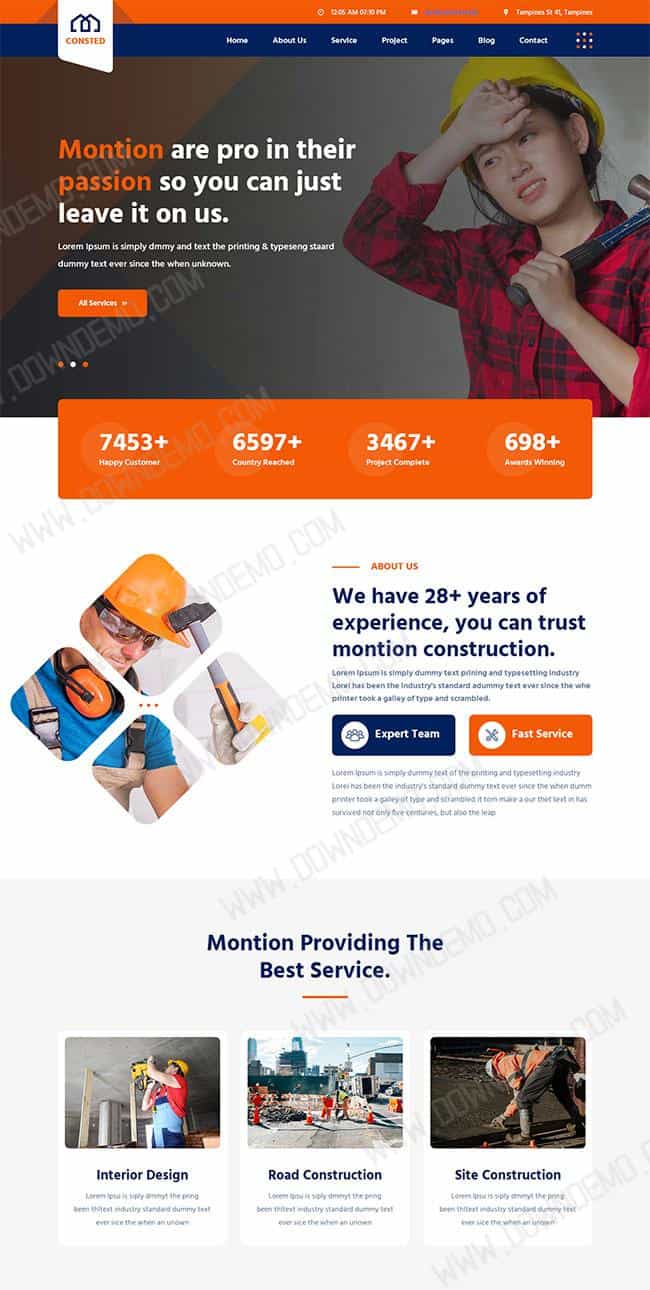 12:05 AM 07:10 PM
Tampines St 41, Tampines
CONSTED
Home About Us Service Project Pages Blog Contact
Montion are pro in their
passion so you can just
leave it on us.
Lorem Ipsum is simply dmmy and text the printing & typeseng staard
dummy text ever since the when unknown.
All Services »
7453+ 6597+ 3467+ 698+
Happy Customer Country Reached Project Complete Awards Winning
ABOUT US
We have 28+ years of
experience, you can trust
montion construction.
Lorem Ipsum is simply dummy text prining and typesetting industry
Lorei has been the industry's standard adummy text ever since the whe
printer took a galley of type and scrambled.
Expert Team Fast Service
Lorem Ipsum is simply dummy text of the printing and typesetting industry
Lorei has been the industry's standard dummy text ever since the when dumm
printer took a galley of type and scrambled it tom make a our thet text in has
survived not only five centuries, but also the leap
Montion Providing The
Best Service.
Interior Design
Lorem Ipsu is siply dmmyt the pring
been thltext industry standard dummy text
ever sice the when an unown
Road Construction
Lorem Ipsu is siply dmmyt the pring
been thltext industry standard dummy text
ever sice the when an unown
Site Construction
Lorem Ipsu is siply dmmyt the pring
been thltext industry standard dummy text
ever sice the when an unown
WWW.DOWNDEMO.COM
WWW.DOWNDEMO.COM
WWW.DOWNDEMO.COM
WWW.DOWNDEMO.COM